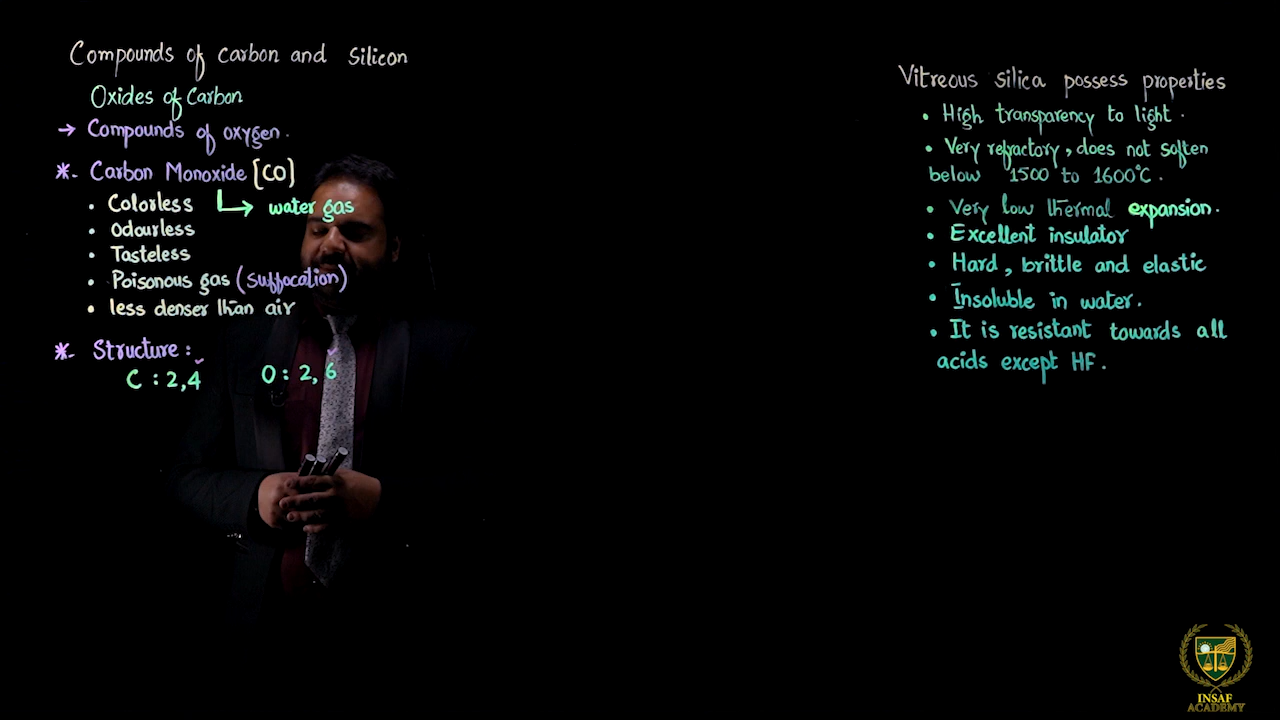 Compounds of Carbon and Silicon
Oxides of Carbon
→ Compounds of oxygen.
*- Carbon Monoxide [CO]
• Colorless → water gas
• Odourless
• Tasteless
• Poisonous gas (suffocation)
• less denser than air
*- Structure :-
C : 2,4 O : 2, 6
Vitreous silica possess properties
• High transparency to light.
• Very refractory, does not soften
below 1500 to 1600°C.
• Very low thermal expansion.
• Excellent insulator
• Hard, brittle and elastic
• Insoluble in water.
• It is resistant towards all
acids except HF.
INSAF
ACADEMY